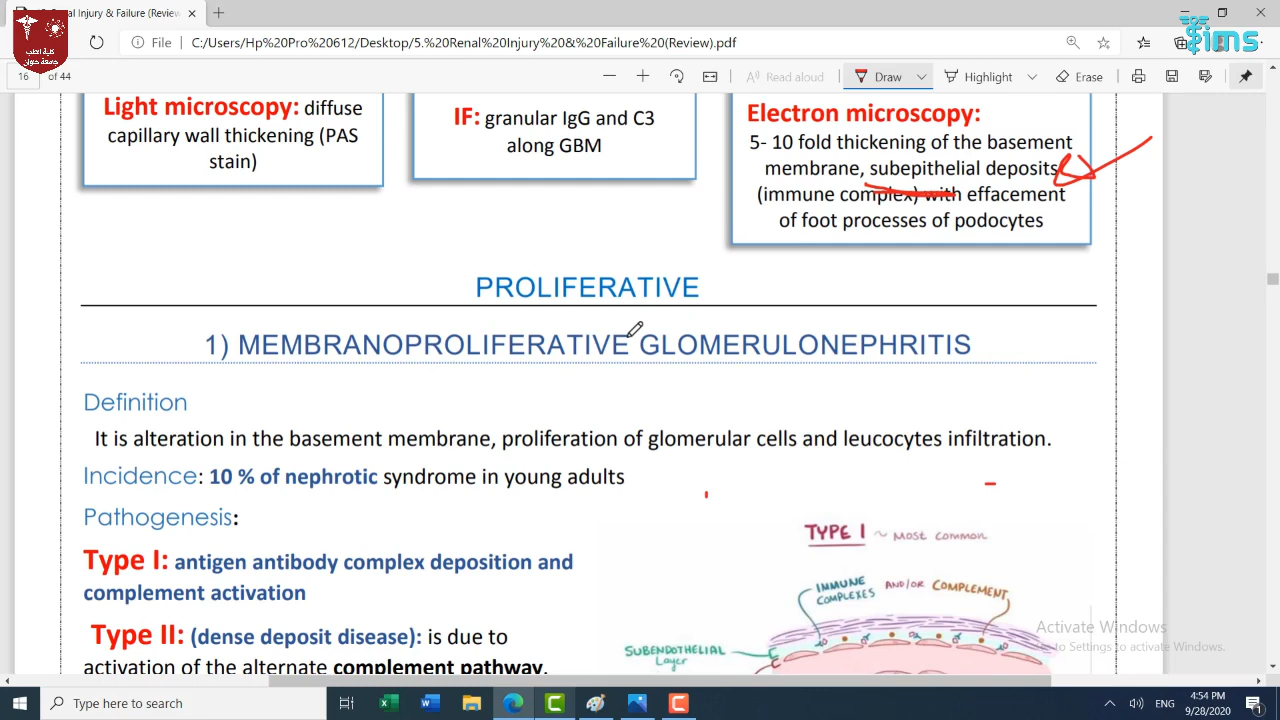 5. Renal Injury & Failure (Review
File
C:/Users/Hp%20Pro%20612/Desktop/5.%20Renal%20Injury%20&%20Failure%20(Review).pdf
ims
كلية الطب
جامعة حلوان
16 of 44
Read aloud
Draw
Highlight
Erase
Light microscopy: diffuse
capillary wall thickening (PAS
stain)
IF: granular IgG and C3
along GBM
Electron microscopy:
5- 10 fold thickening of the basement
membrane, subepithelial deposits
(immune complex) with effacement
of foot processes of podocytes
PROLIFERATIVE
1) MEMBRANOPROLIFERATIVE GLOMERULONEPHRITIS
Definition
It is alteration in the basement membrane, proliferation of glomerular cells and leucocytes infiltration.
Incidence: 10 % of nephrotic syndrome in young adults
Pathogenesis:
Type I: antigen antibody complex deposition and
complement activation
Type II: (dense deposit disease): is due to
activation of the alternate complement pathway.
TYPE I ~ MOST COMMON
IMMUNE COMPLEXES AND/OR COMPLEMENT
SUBENDOTHELIAL
Layer
Activate Windows
Go to Settings to activate Windows.
Type here to search
ENG
4:54 PM
9/28/2020
1